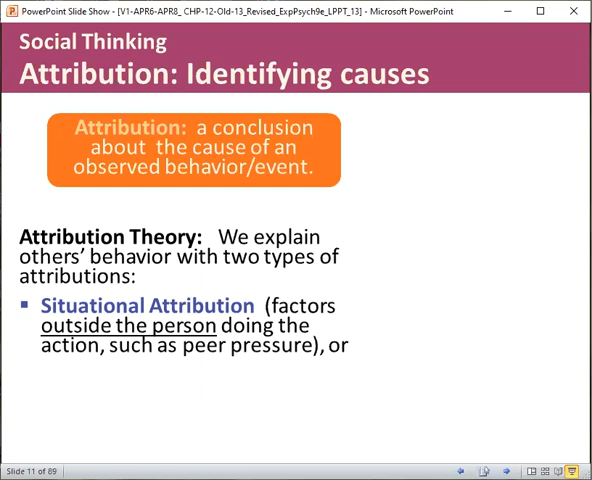 PowerPoint Slide Show - [V1-APR6-APR8_ CHP-12-Old-13_Revised_ExpPsych9e_LPPT_13] - Microsoft PowerPoint
Social Thinking
Attribution: Identifying causes
Attribution: a conclusion
about the cause of an
observed behavior/event.
Attribution Theory: We explain
others’ behavior with two types of
attributions:
▪ Situational Attribution (factors
outside the person doing the
action, such as peer pressure), or
Slide 11 of 89